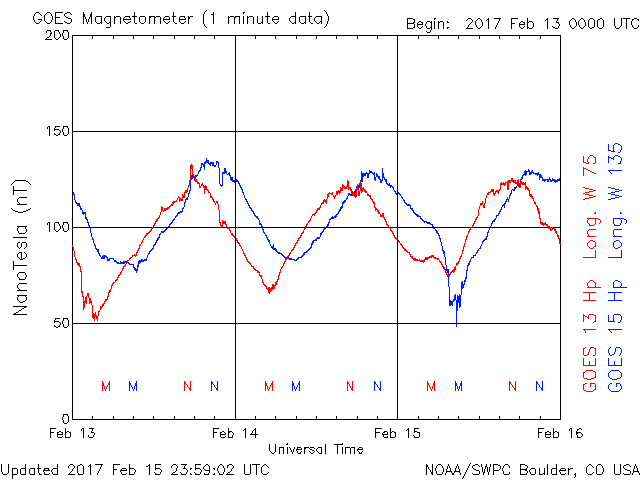 GOES Magnetometer (1 minute data)
Begin: 2017 Feb 13 0000 UTC
200
150
100
50
0
NanoTesla (nT)
M M N N M M N N M M N N
Feb 13 Feb 14 Feb 15 Feb 16
Universal Time
GOES 13 Hp Long. W 75
GOES 15 Hp Long. W 135
Updated 2017 Feb 15 23:59:02 UTC
NOAA/SWPC Boulder, CO USA